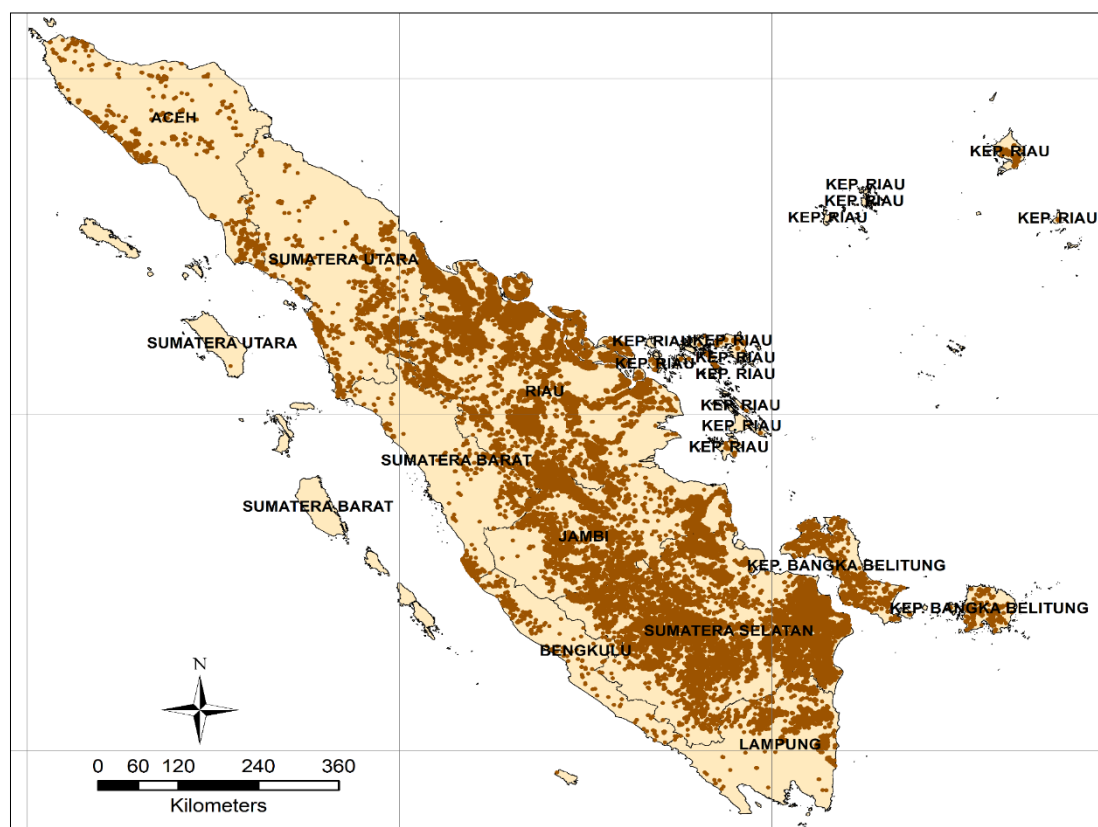 ACEH
KEP. RIAU
KEP. RIAU
KEP. RIAU
KEP. RIAU
KEP. RIAU
SUMATERA UTARA
SUMATERA UTARA
KEP. RIAU
KEP. RIAU
KEP. RIAU
KEP. RIAU
KEP. RIAU
RIAU
KEP. RIAU
KEP. RIAU
KEP. RIAU
SUMATERA BARAT
SUMATERA BARAT
JAMBI
KEP. BANGKA BELITUNG
KEP. BANGKA BELITUNG
SUMATERA SELATAN
BENGKULU
LAMPUNG
N
0 60 120 240 360
Kilometers